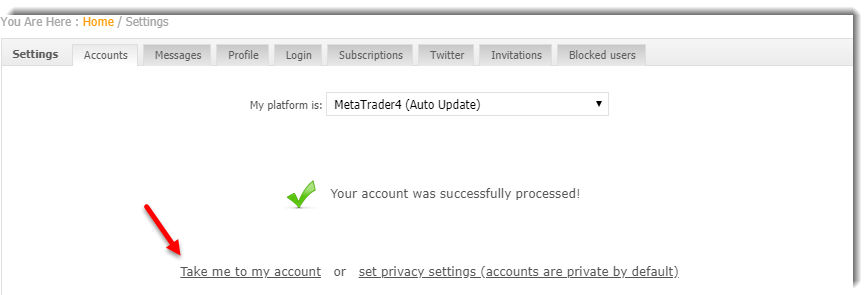 You Are Here : Home / Settings
Settings Accounts Messages Profile Login Subscriptions Twitter Invitations Blocked users
My platform is: MetaTrader4 (Auto Update)
Your account was successfully processed!
Take me to my account or set privacy settings (accounts are private by default)